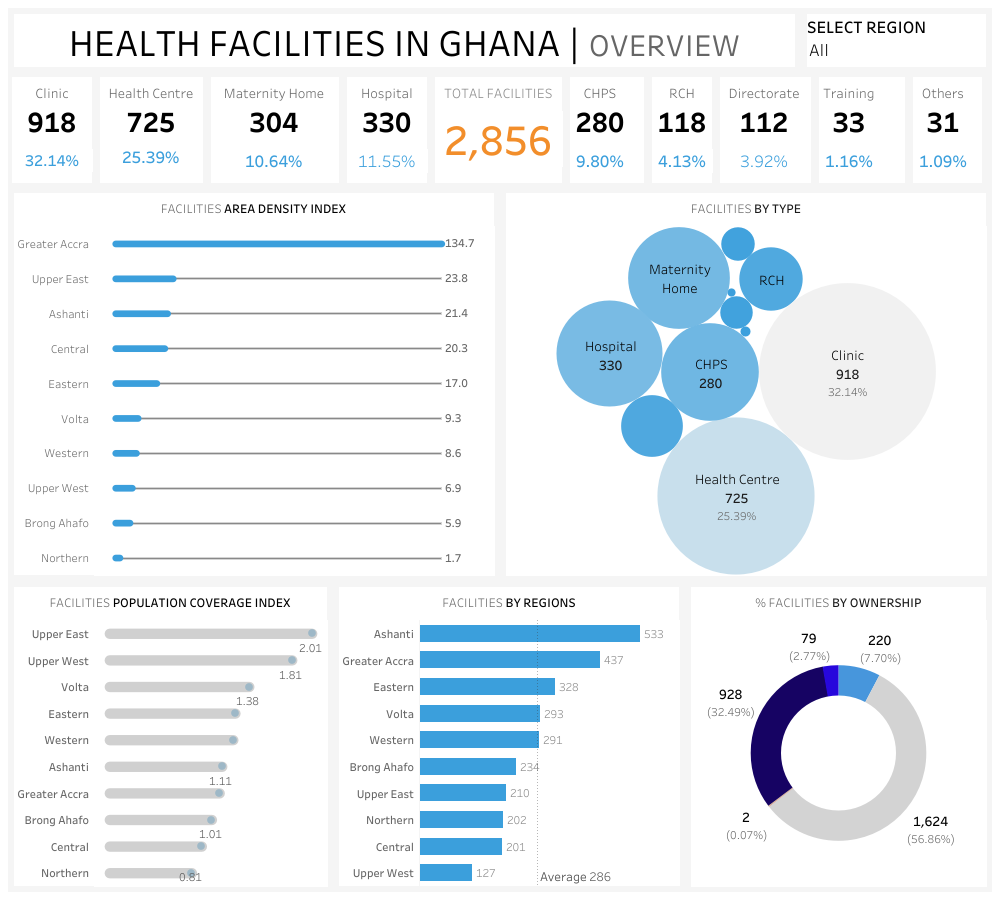 HEALTH FACILITIES IN GHANA | OVERVIEW
SELECT REGION
All
Clinic
918
32.14%
Health Centre
725
25.39%
Maternity Home
304
10.64%
Hospital
330
11.55%
TOTAL FACILITIES
2,856
CHPS
280
9.80%
RCH
118
4.13%
Directorate
112
3.92%
Training
33
1.16%
Others
31
1.09%
FACILITIES AREA DENSITY INDEX
Greater Accra 134.7
Upper East 23.8
Ashanti 21.4
Central 20.3
Eastern 17.0
Volta 9.3
Western 8.6
Upper West 6.9
Brong Ahafo 5.9
Northern 1.7
FACILITIES BY TYPE
Maternity
Home
RCH
Hospital
330
CHPS
280
Clinic
918
32.14%
Health Centre
725
25.39%
FACILITIES POPULATION COVERAGE INDEX
Upper East
2.01
Upper West
1.81
Volta
1.38
Eastern
Western
Ashanti
1.11
Greater Accra
Brong Ahafo
1.01
Central
Northern
0.81
FACILITIES BY REGIONS
Ashanti 533
Greater Accra 437
Eastern 328
Volta 293
Western 291
Brong Ahafo 234
Upper East 210
Northern 202
Central 201
Upper West 127
Average 286
% FACILITIES BY OWNERSHIP
79
(2.77%)
220
(7.70%)
928
(32.49%)
2
(0.07%)
1,624
(56.86%)